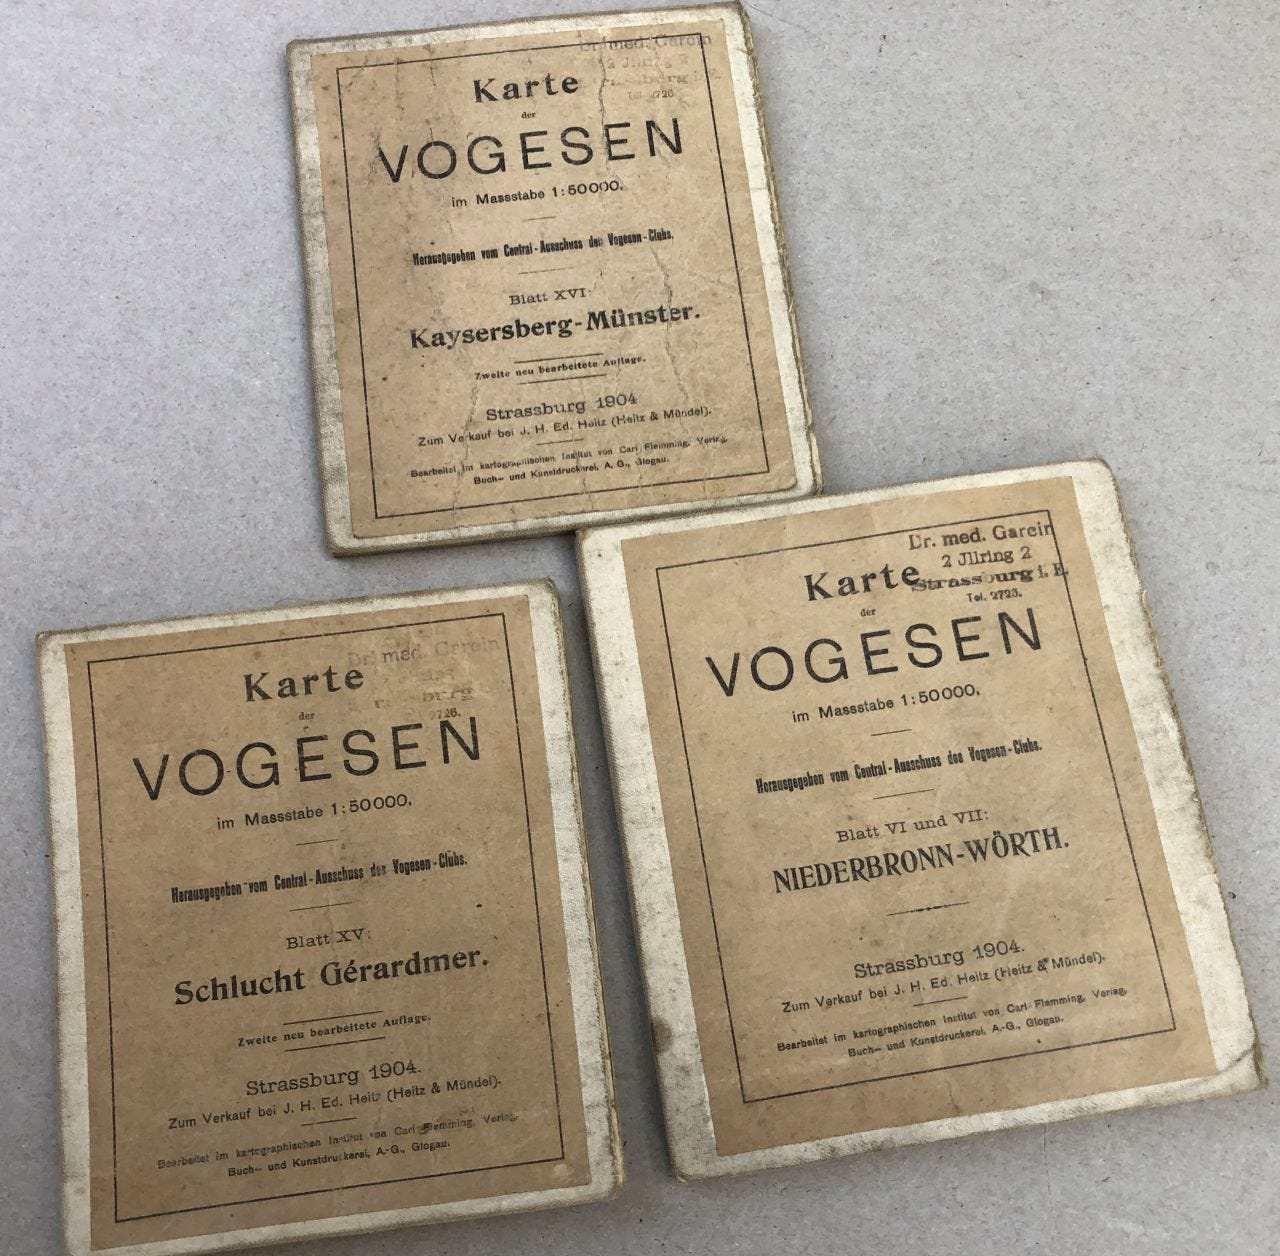 Dr. med. Garcin
2 Jllring 2
Karte
der
VOGESEN
im Massstabe 1:50000.
Herausgegeben vom Central-Ausschuss des Vogesen-Clubs.
Blatt XVI:
Kaysersberg-Münster.
Zweite neu bearbeitete Auflage.
Strassburg 1904
Zum Verkauf bei J. H. Ed. Heitz (Heitz & Mündel).
Bearbeitet im kartographischen Institut von Carl Flemming, Verlag,
Buch- und Kunstdruckerei, A. G., Glogau.
Dr. med. Garcin
2 Jllring 2
Strassburg i. E.
Karte
der
VOGESEN
im Massstabe 1:50000.
Herausgegeben vom Central-Ausschuss des Vogesen-Clubs.
Blatt VI und VII:
NIEDERBRONN-WÖRTH.
Strassburg 1904.
Zum Verkauf bei J. H. Ed. Heitz (Heitz & Mündel).
Bearbeitet im kartographischen Institut von Carl Flemming, Verlag,
Buch- und Kunstdruckerei, A.-G., Glogau.
Dr. med. Garcin
Karte
der
VOGESEN
im Massstabe 1:50000.
Herausgegeben vom Central-Ausschuss des Vogesen-Clubs.
Blatt XV:
Schlucht Gérardmer.
Zweite neu bearbeitete Auflage.
Strassburg 1904.
Zum Verkauf bei J. H. Ed. Heitz (Heitz & Mündel).
Bearbeitet im kartographischen Institut von Carl Flemming, Verlag,
Buch- und Kunstdruckerei, A.-G., Glogau.